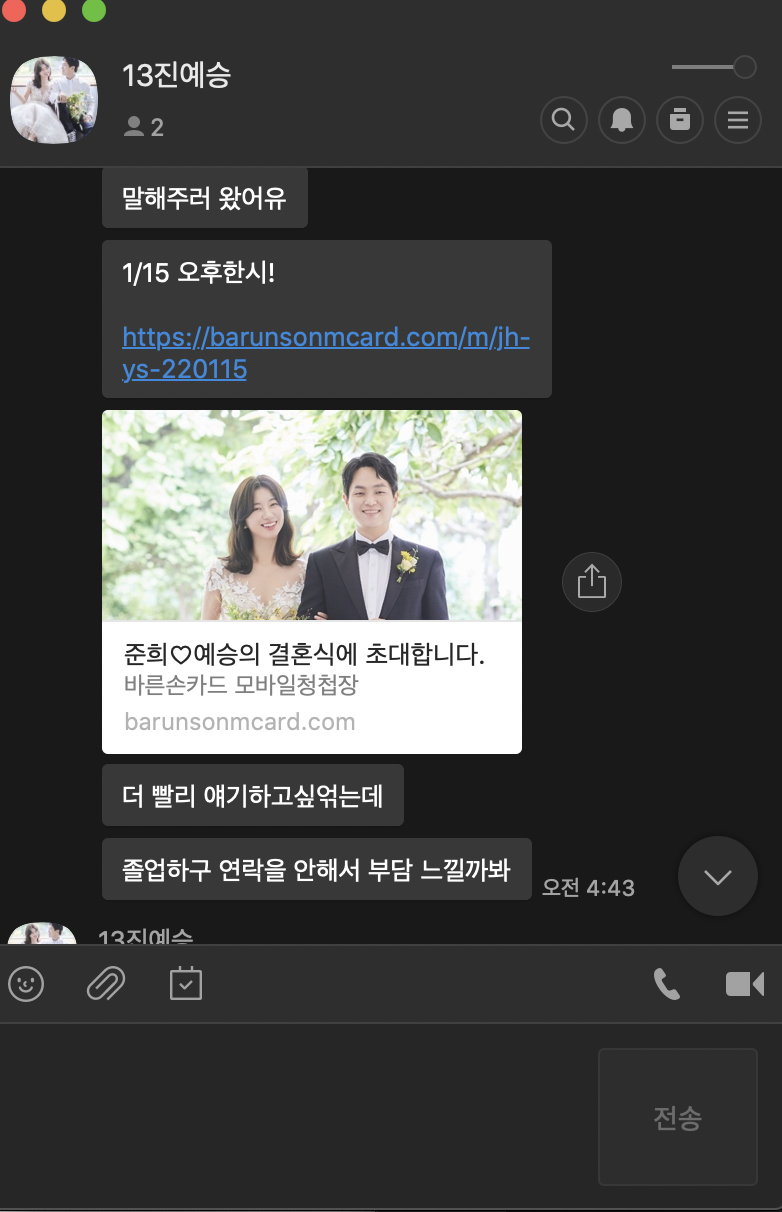 13진예승
2
말해주러 왔어유
1/15 오후한시!
https://barunsonmcard.com/m/jh-
ys-220115
준희♡예승의 결혼식에 초대합니다.
바른손카드 모바일청첩장
barunsonmcard.com
더 빨리 얘기하고싶얶는데
졸업하구 연락을 안해서 부담 느낄까봐
오전 4:43
13진예승
전송